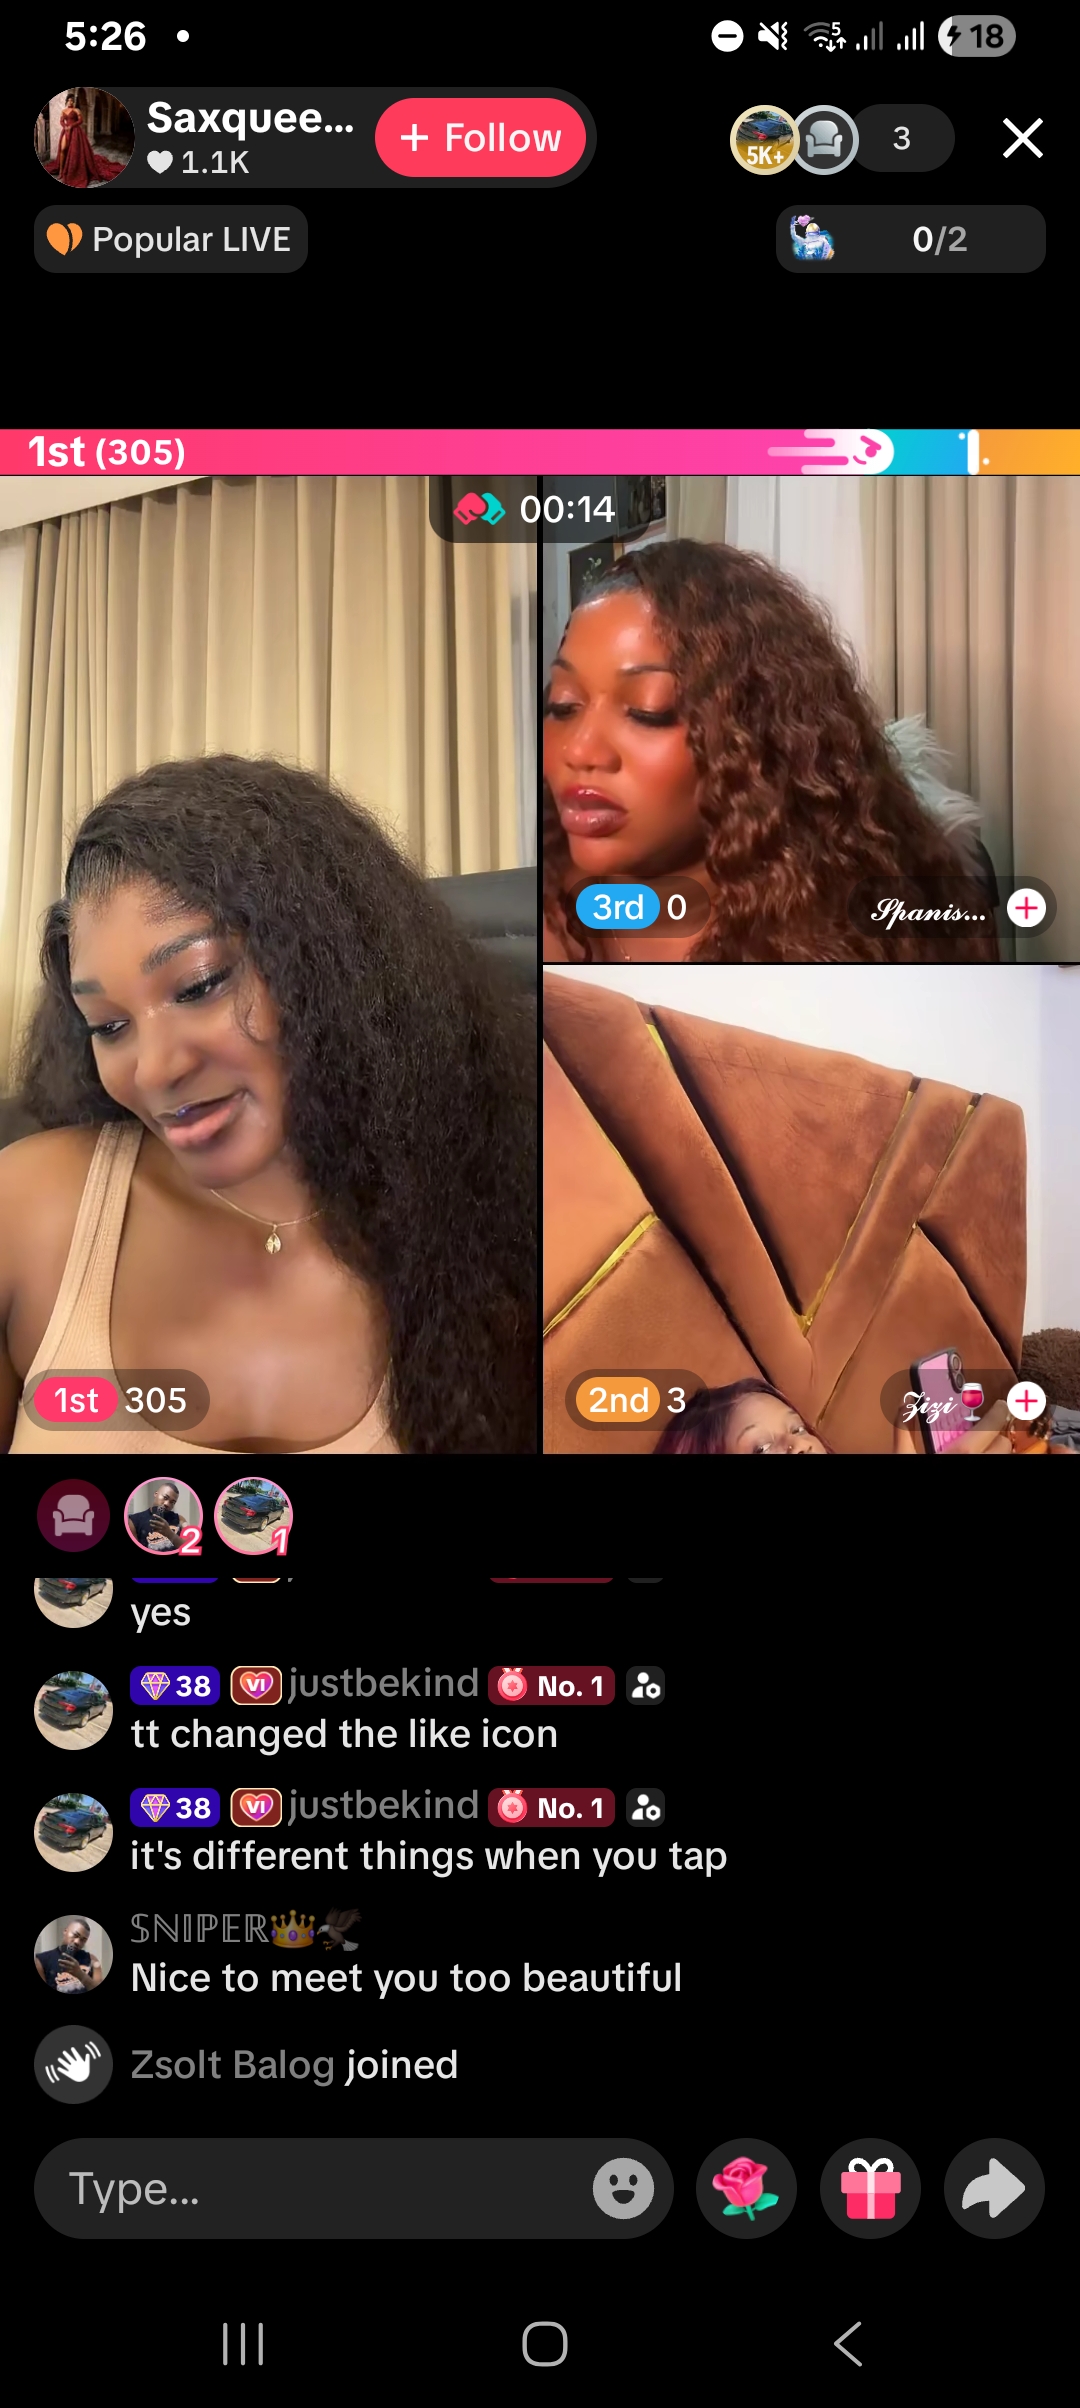 5:26
5
18
Saxquee...
1.1K
+ Follow
5K+
3
Popular LIVE
0/2
1st (305)
00:14
3rd 0
𝒮𝓅𝒶𝓃𝒾𝓈...
1st 305
2nd 3
𝒵𝒾𝓏𝒾🍷
2
1
yes
38 VI justbekind No. 1
tt changed the like icon
38 VI justbekind No. 1
it's different things when you tap
𝕊ℕ𝕀ℙ𝔼ℝ👑🦅
Nice to meet you too beautiful
Zsolt Balog joined
Type...